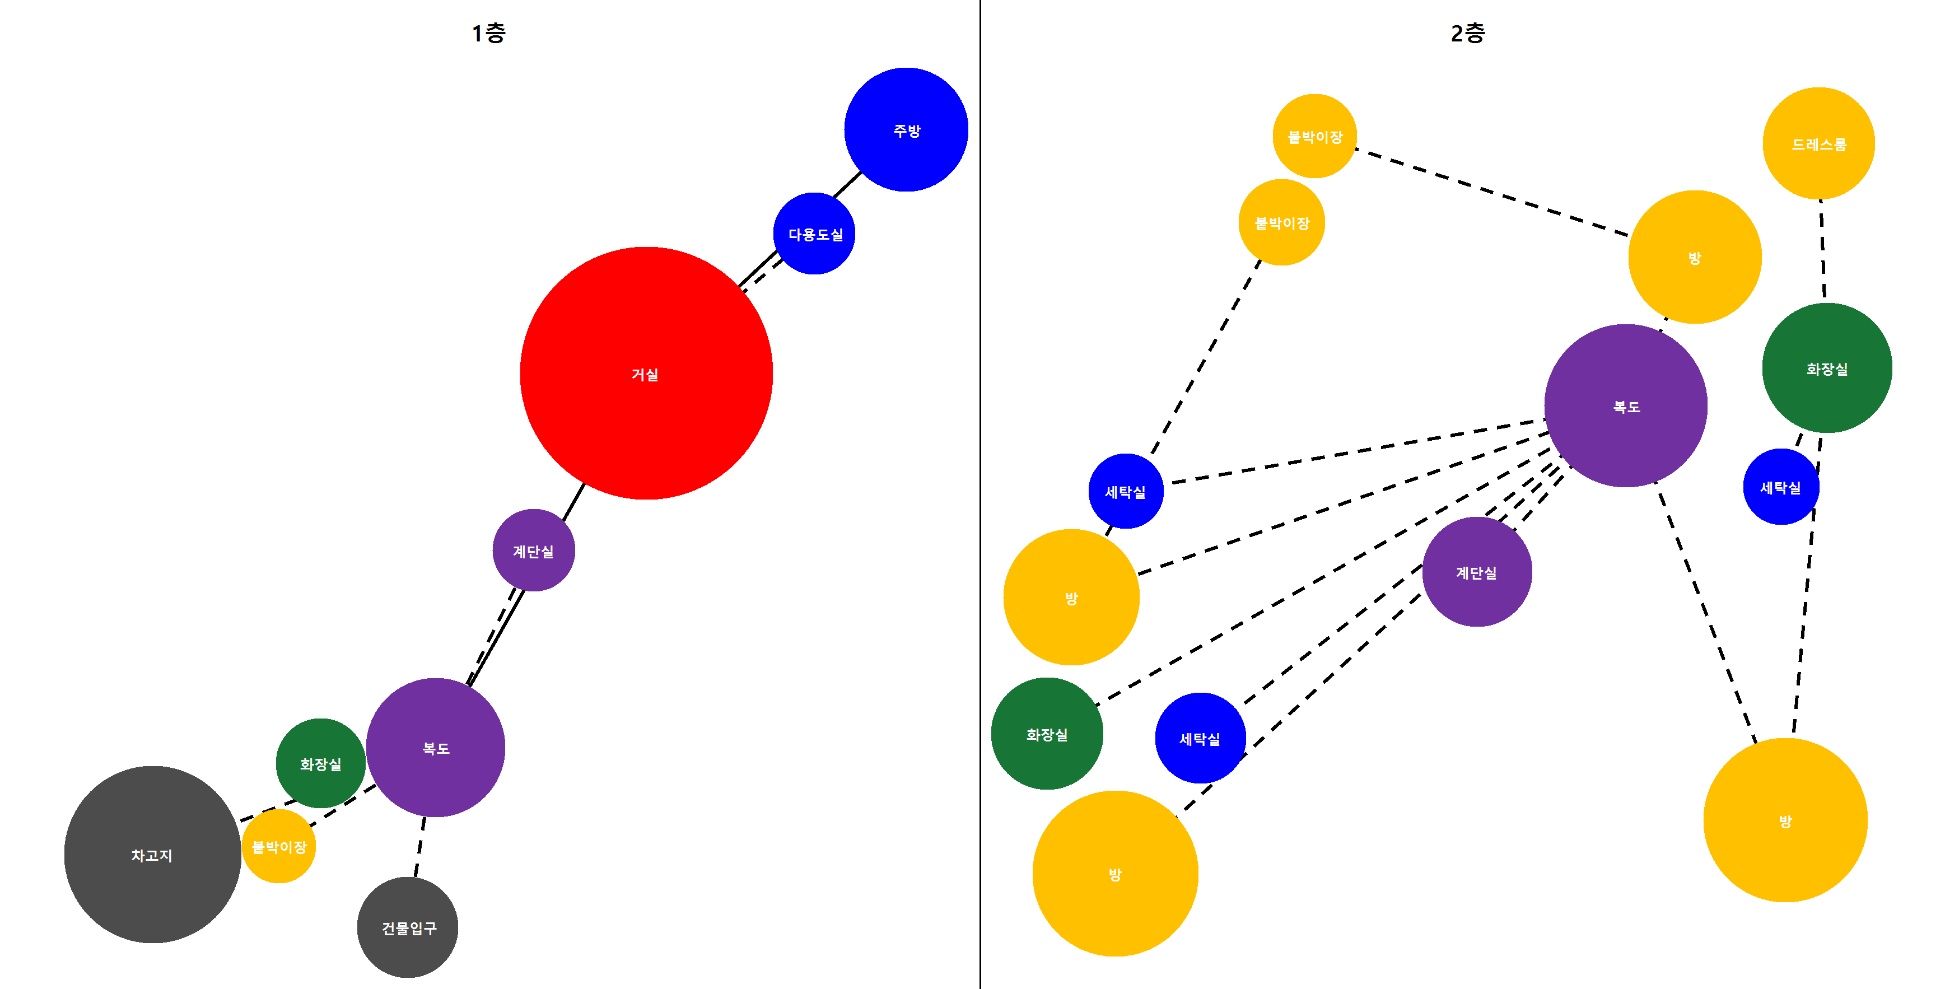 1층
주방
다용도실
거실
계단실
복도
화장실
붙박이장
차고지
건물입구
2층
붙박이장
드레스룸
붙박이장
방
화장실
복도
세탁실
세탁실
계단실
방
화장실
세탁실
방
방